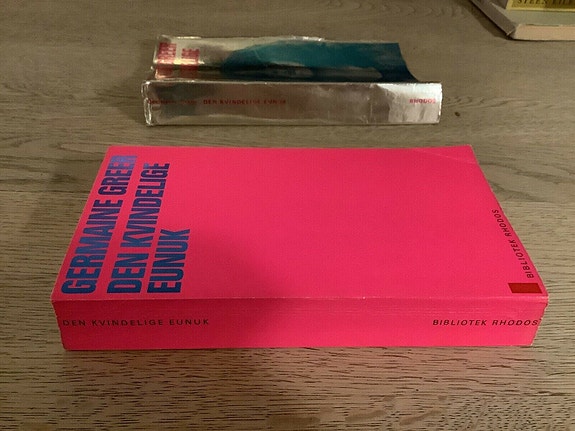 DEN KVINDELIGE EUNUK
RHODOS
GERMAINE GREER
DEN KVINDELIGE
EUNUK
BIBLIOTEK RHODOS
DEN KVINDELIGE EUNUK
BIBLIOTEK RHODOS